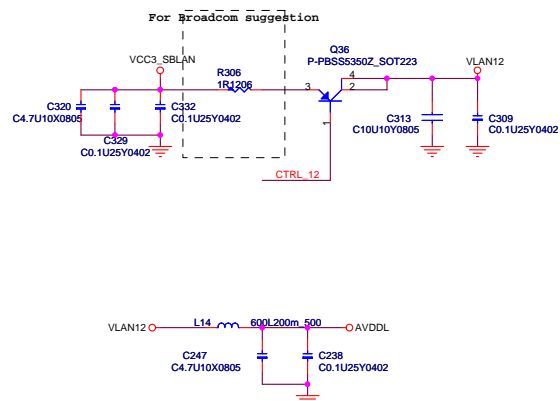 For Broadcom suggestion
Q36
P-PBSS5350Z_SOT223
VCC3_SBLAN
VLAN12
R306
1R1206
3
4
2
1
C320
C4.7U10X0805
C332
C0.1U25Y0402
C329
C0.1U25Y0402
C313
C10U10Y0805
C309
C0.1U25Y0402
CTRL_12
VLAN12
L14
600L200m_500
AVDDL
C247
C4.7U10X0805
C238
C0.1U25Y0402